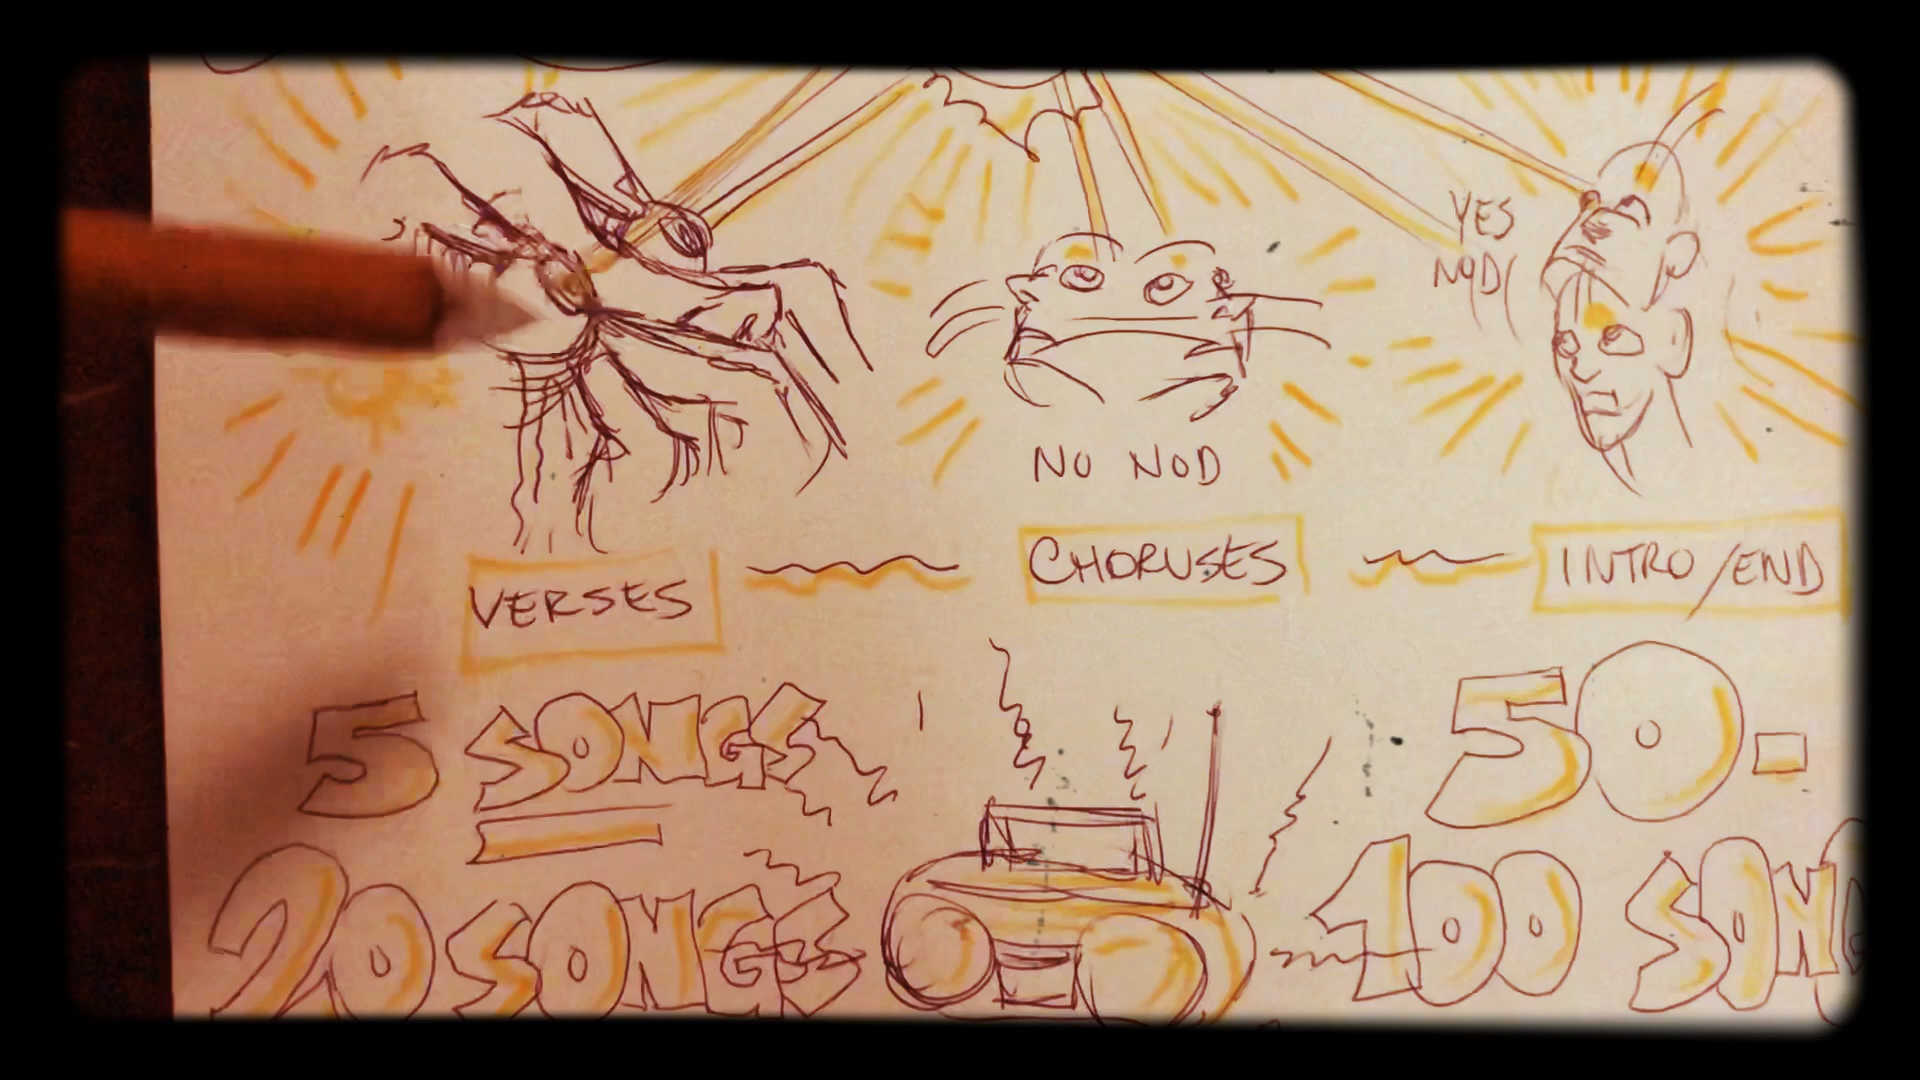 YES
NOD
NO NOD
VERSES
CHORUSES
INTRO/END
5 SONGS
50-
20 SONGS
100 SONG